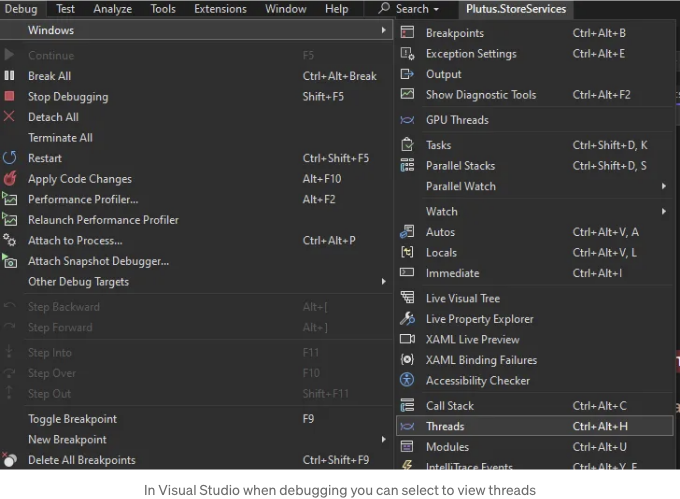 Debug Test Analyze Tools Extensions Window Help Search Plutus.StoreServices
Windows
Continue F5
Break All Ctrl+Alt+Break
Stop Debugging Shift+F5
Detach All
Terminate All
Restart Ctrl+Shift+F5
Apply Code Changes Alt+F10
Performance Profiler... Alt+F2
Relaunch Performance Profiler
Attach to Process... Ctrl+Alt+P
Attach Snapshot Debugger...
Other Debug Targets
Step Backward Alt+[
Step Forward Alt+]
Step Into F11
Step Over F10
Step Out Shift+F11
Toggle Breakpoint F9
New Breakpoint
Delete All Breakpoints Ctrl+Shift+F9
Breakpoints Ctrl+Alt+B
Exception Settings Ctrl+Alt+E
Output
Show Diagnostic Tools Ctrl+Alt+F2
GPU Threads
Tasks Ctrl+Shift+D, K
Parallel Stacks Ctrl+Shift+D, S
Parallel Watch
Watch
Autos Ctrl+Alt+V, A
Locals Ctrl+Alt+V, L
Immediate Ctrl+Alt+I
Live Visual Tree
Live Property Explorer
XAML Live Preview
XAML Binding Failures
Accessibility Checker
Call Stack Ctrl+Alt+C
Threads Ctrl+Alt+H
Modules Ctrl+Alt+U
IntelliTrace Events
In Visual Studio when debugging you can select to view threads